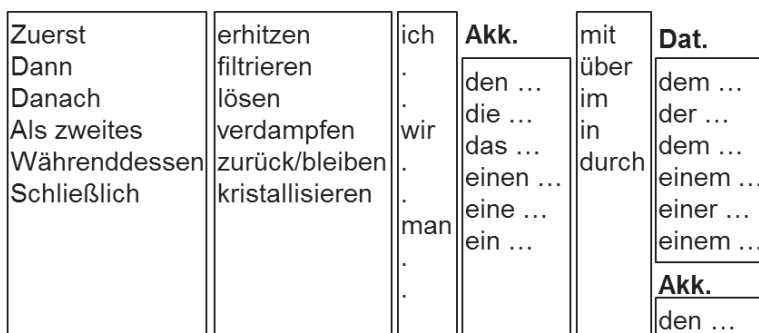 Zuerst
Dann
Danach
Als zweites
Währenddessen
Schließlich
erhitzen
filtrieren
lösen
verdampfen
zurück/bleiben
kristallisieren
ich
.
.
wir
.
.
man
.
.
Akk.
den …
die …
das …
einen …
eine …
ein …
mit
über
im
in
durch
Dat.
dem …
der …
dem …
einem …
einer …
einem …
Akk.
den …